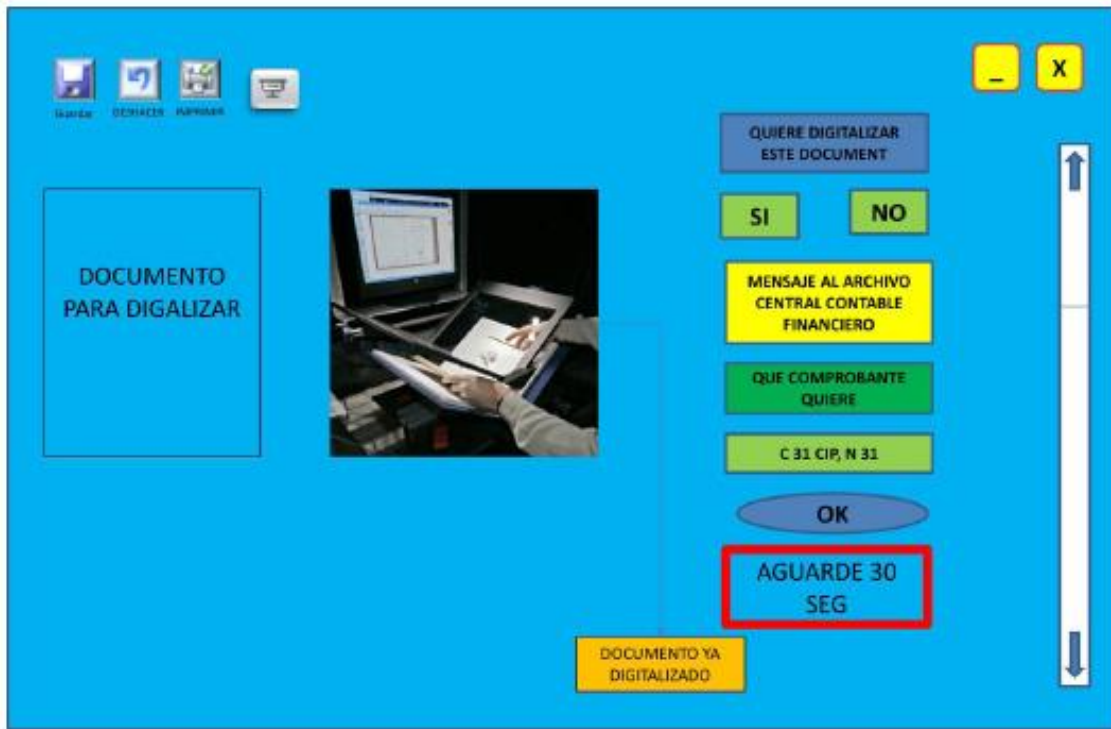 Guardar DESHACER IMPRIMIR
_ X
QUIERE DIGITALIZAR
ESTE DOCUMENT
SI NO
DOCUMENTO
PARA DIGALIZAR
MENSAJE AL ARCHIVO
CENTRAL CONTABLE
FINANCIERO
QUE COMPROBANTE
QUIERE
C 31 CIP, N 31
OK
AGUARDE 30
SEG
DOCUMENTO YA
DIGITALIZADO